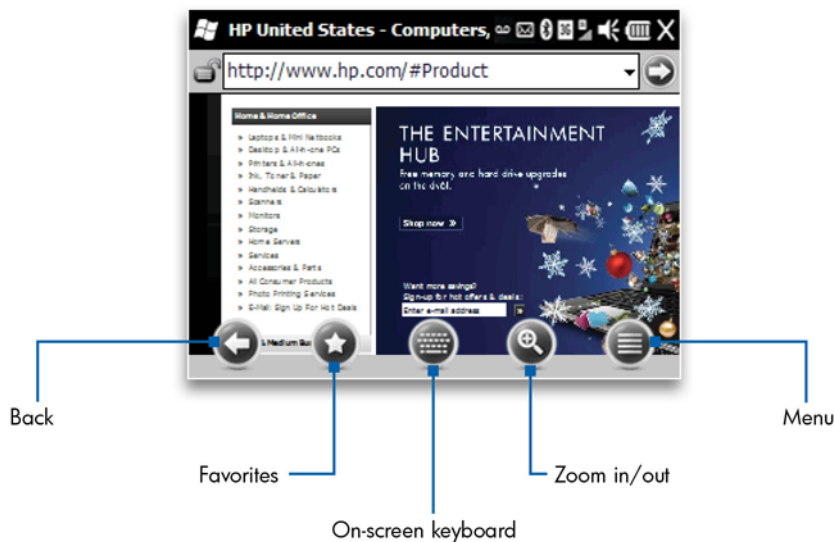 HP United States - Computers,
3G
http://www.hp.com/#Product
Home & Home Office
» Laptops & Mini Netbooks
» Desktop & All-in-one PCs
» Printers & All-in-ones
» Ink, Toner & Paper
» Handhelds & Calculators
» Scanners
» Monitors
» Storage
» Home Servers
» Services
» Accessories & Parts
» All Consumer Products
» Photo Printing Services
» E-Mail: Sign Up For Hot Deals
& Medium Bus
THE ENTERTAINMENT
HUB
Free memory and hard drive upgrades
on the dv6t.
Shop now »
Want more savings?
Sign-up for hot offers & deals:
Enter e-mail address »
Back
Favorites
On-screen keyboard
Zoom in/out
Menu